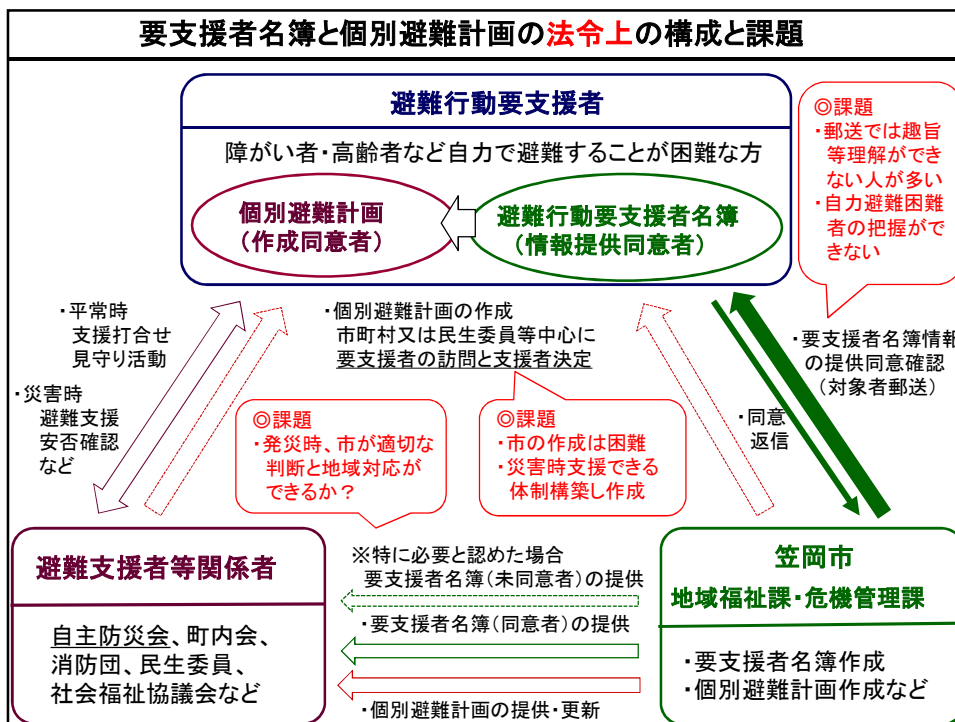 要支援者名簿と個別避難計画の法令上の構成と課題
避難行動要支援者
障がい者・高齢者など自力で避難することが困難な方
個別避難計画
(作成同意者)
避難行動要支援者名簿
(情報提供同意者)
◎課題
・郵送では趣旨
等理解ができ
ない人が多い
・自力避難困難
者の把握がで
きない
・平常時
支援打合せ
見守り活動
・災害時
避難支援
安否確認
など
・個別避難計画の作成
市町村又は民生委員等中心に
要支援者の訪問と支援者決定
・要支援者名簿情報
の提供同意確認
(対象者郵送)
・同意
返信
◎課題
・発災時、市が適切な
判断と地域対応が
できるか?
◎課題
・市の作成は困難
・災害時支援できる
体制構築し作成
避難支援者等関係者
自主防災会、町内会、
消防団、民生委員、
社会福祉協議会など
※特に必要と認めた場合
要支援者名簿(未同意者)の提供
・要支援者名簿(同意者)の提供
・個別避難計画の提供・更新
笠岡市
地域福祉課・危機管理課
・要支援者名簿作成
・個別避難計画作成など